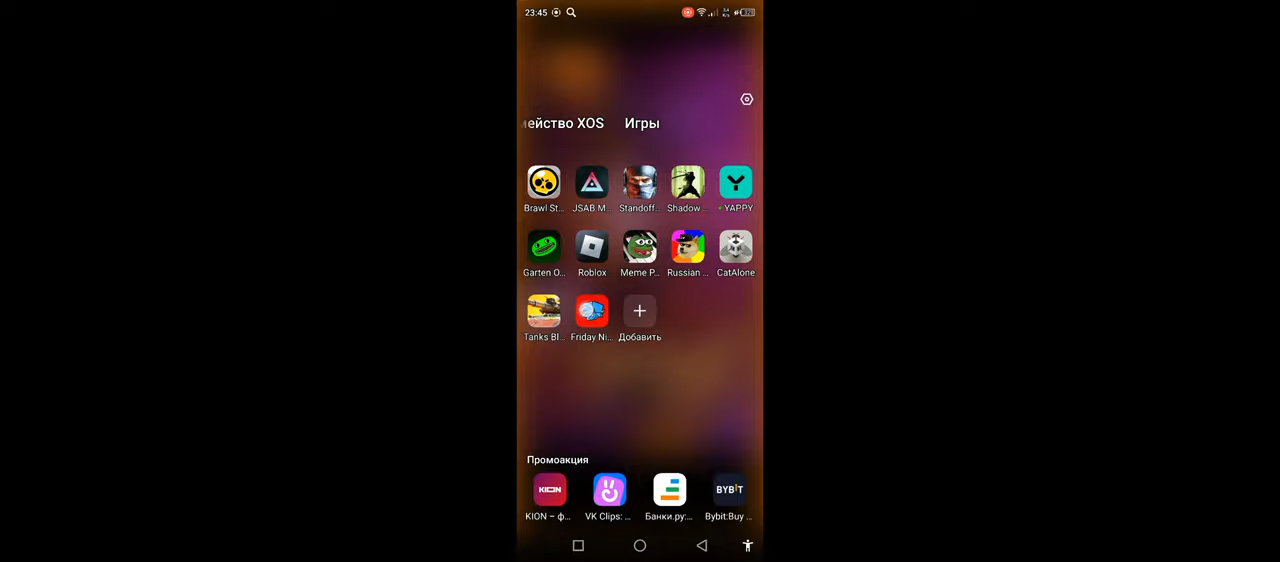 23:45
мейство XOS Игры
Brawl St... JSAB M... Standoff... Shadow ... YAPPY
Garten O... Roblox Meme P... Russian ... CatAlone
Tanks Bl... Friday Ni... Добавить
Промоакция
KION
BYBIT
KION – ф... VK Clips: ... Банки.ру:... Bybit:Buy ...